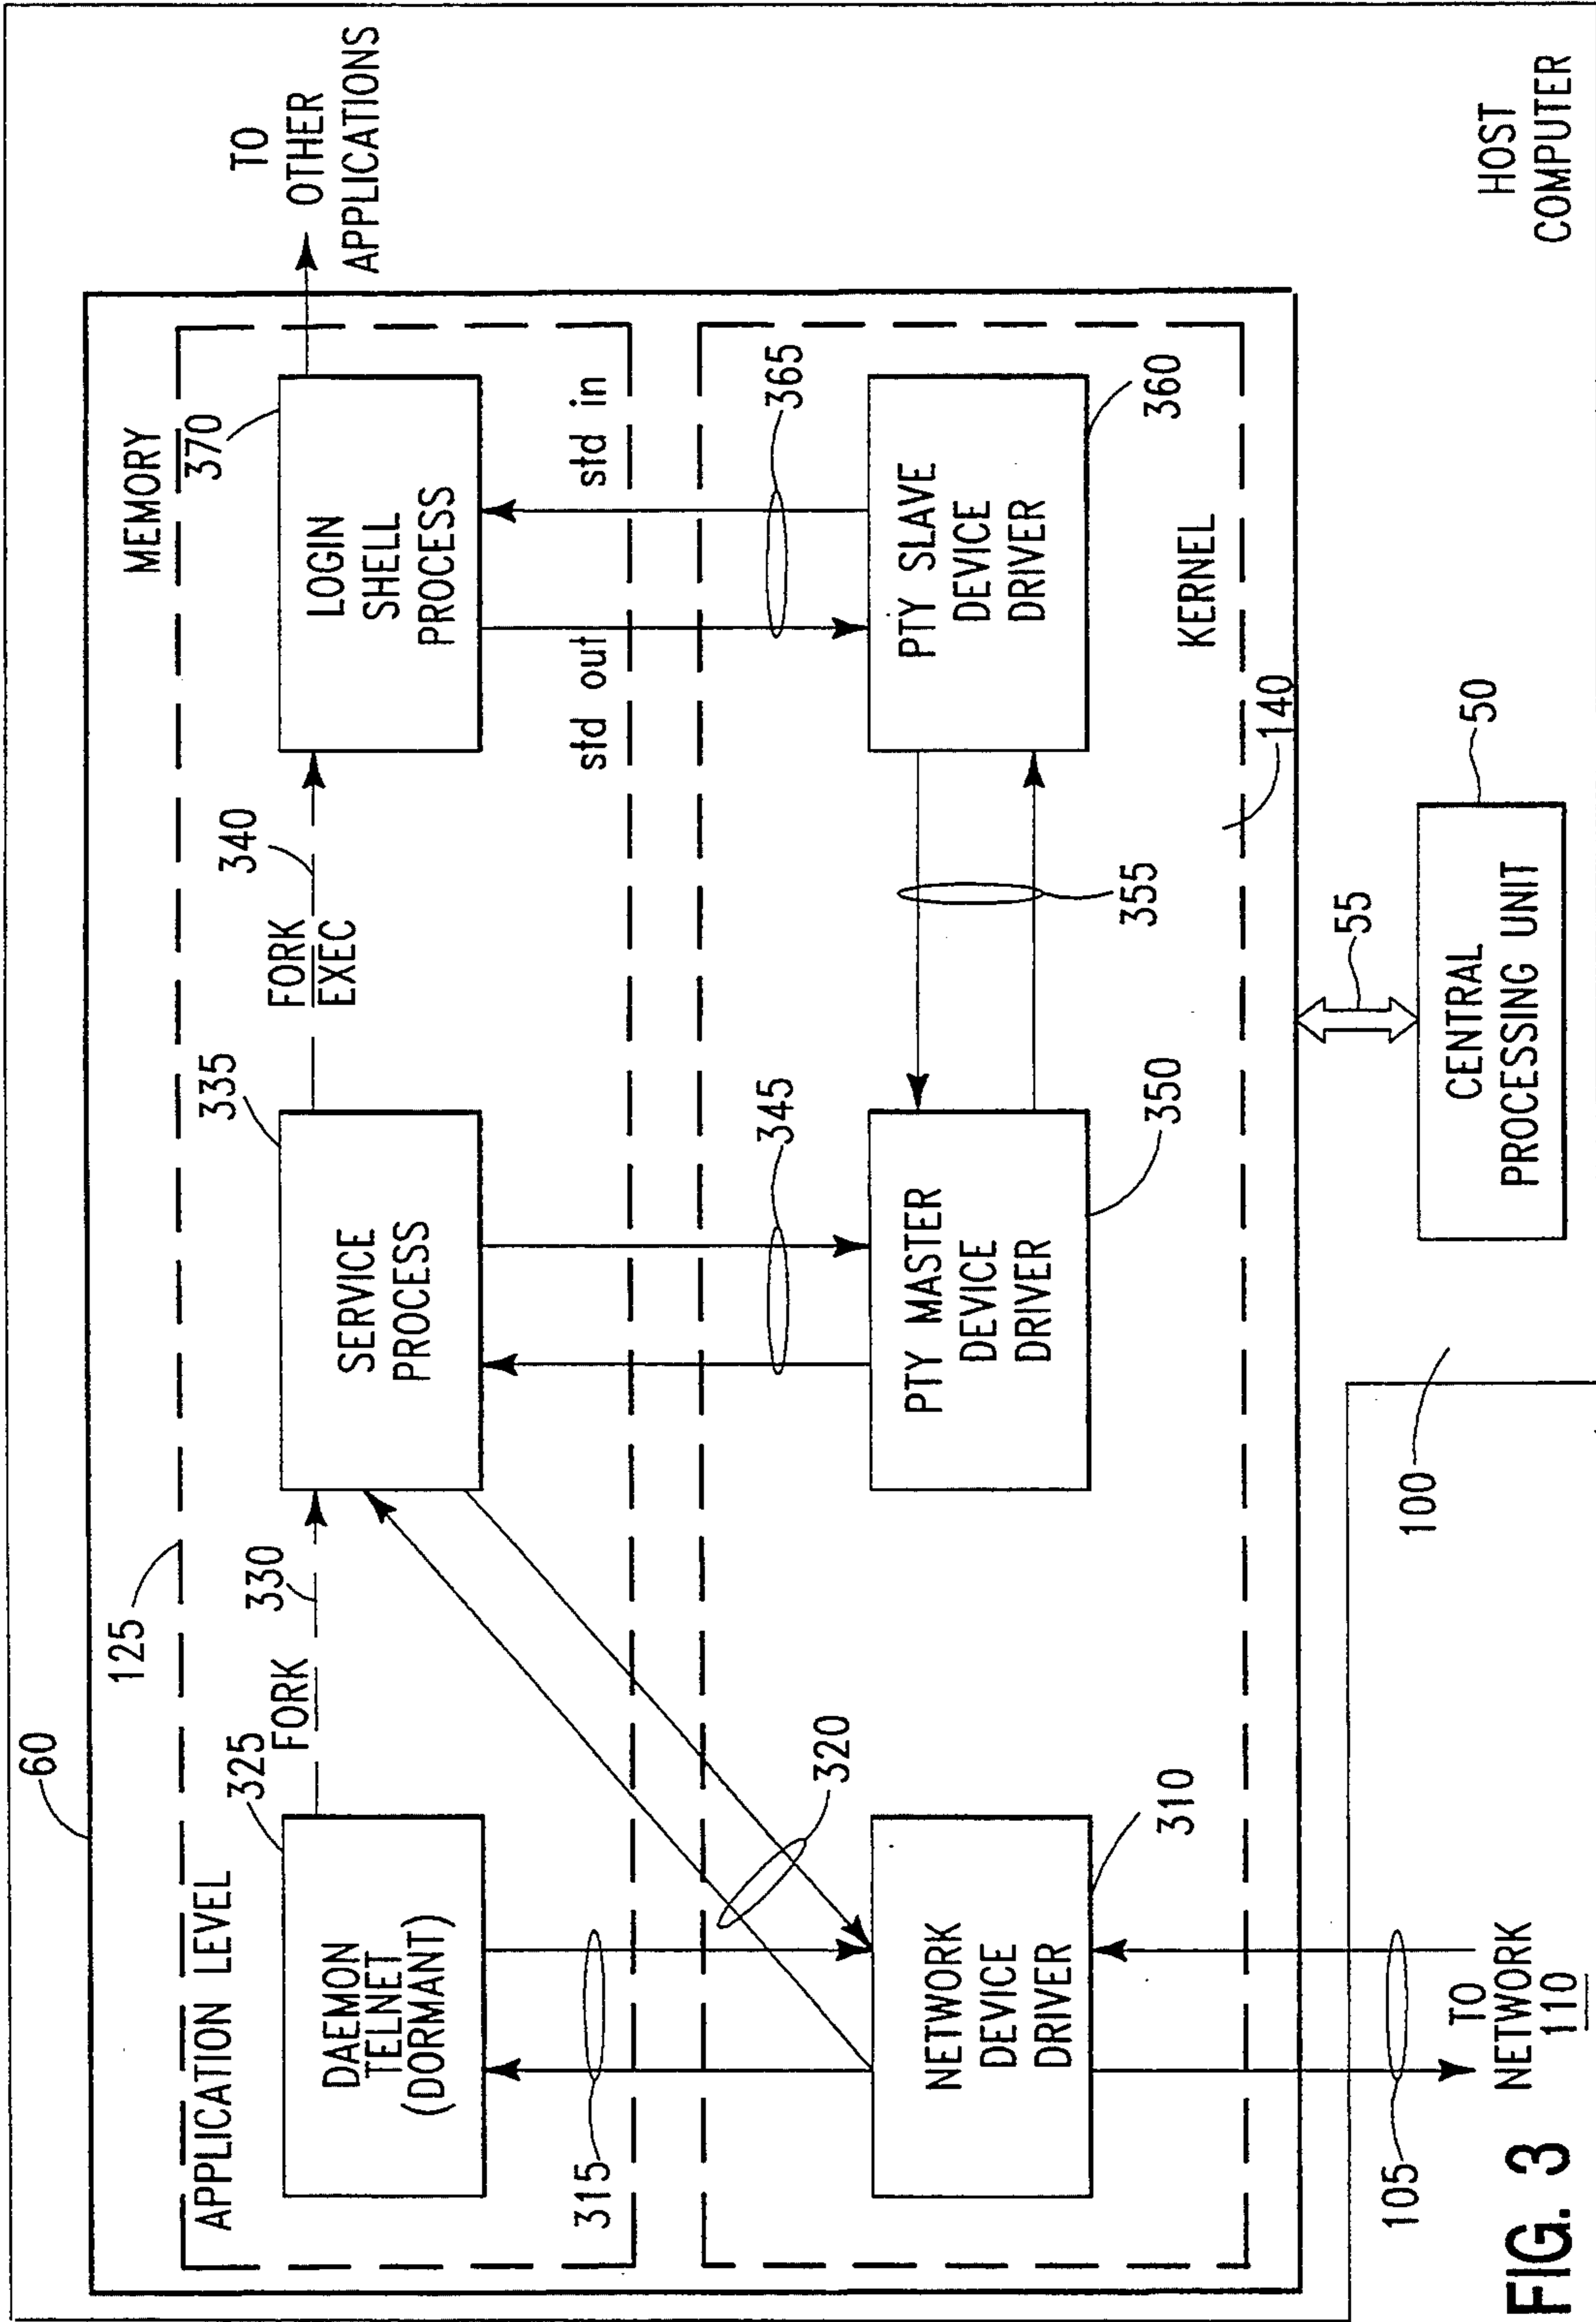 60
125
MEMORY
APPLICATION LEVEL
325
FORK
330
335
FORK
EXEC
340
370
TO
OTHER
APPLICATIONS
DAEMON
TELNET
(DORMANT)
SERVICE
PROCESS
LOGIN
SHELL
PROCESS
std out
std in
315
320
345
365
NETWORK
DEVICE
DRIVER
310
PTY MASTER
DEVICE
DRIVER
350
355
PTY SLAVE
DEVICE
DRIVER
360
KERNEL
140
105
TO
NETWORK
110
100
55
CENTRAL
PROCESSING UNIT
50
HOST
COMPUTER
FIG. 3